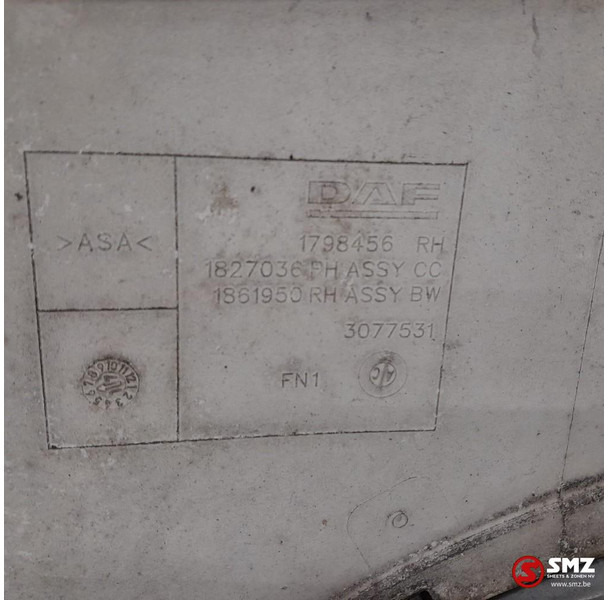 DAF
>ASA<
1798456 RH
1827036 RH ASSY CC
1861950 RH ASSY BW
3077531
FN1
SMZ
SMEETS & ZONEN NV
www.smz.be